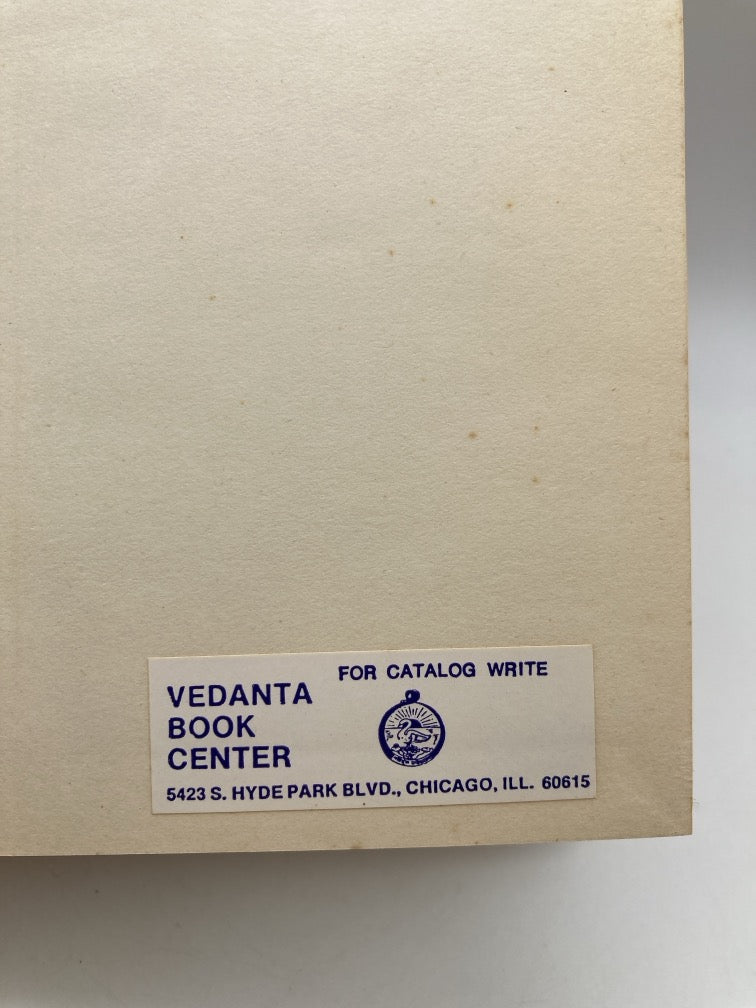 FOR CATALOG WRITE
VEDANTA
BOOK
CENTER
5423 S. HYDE PARK BLVD., CHICAGO, ILL. 60615